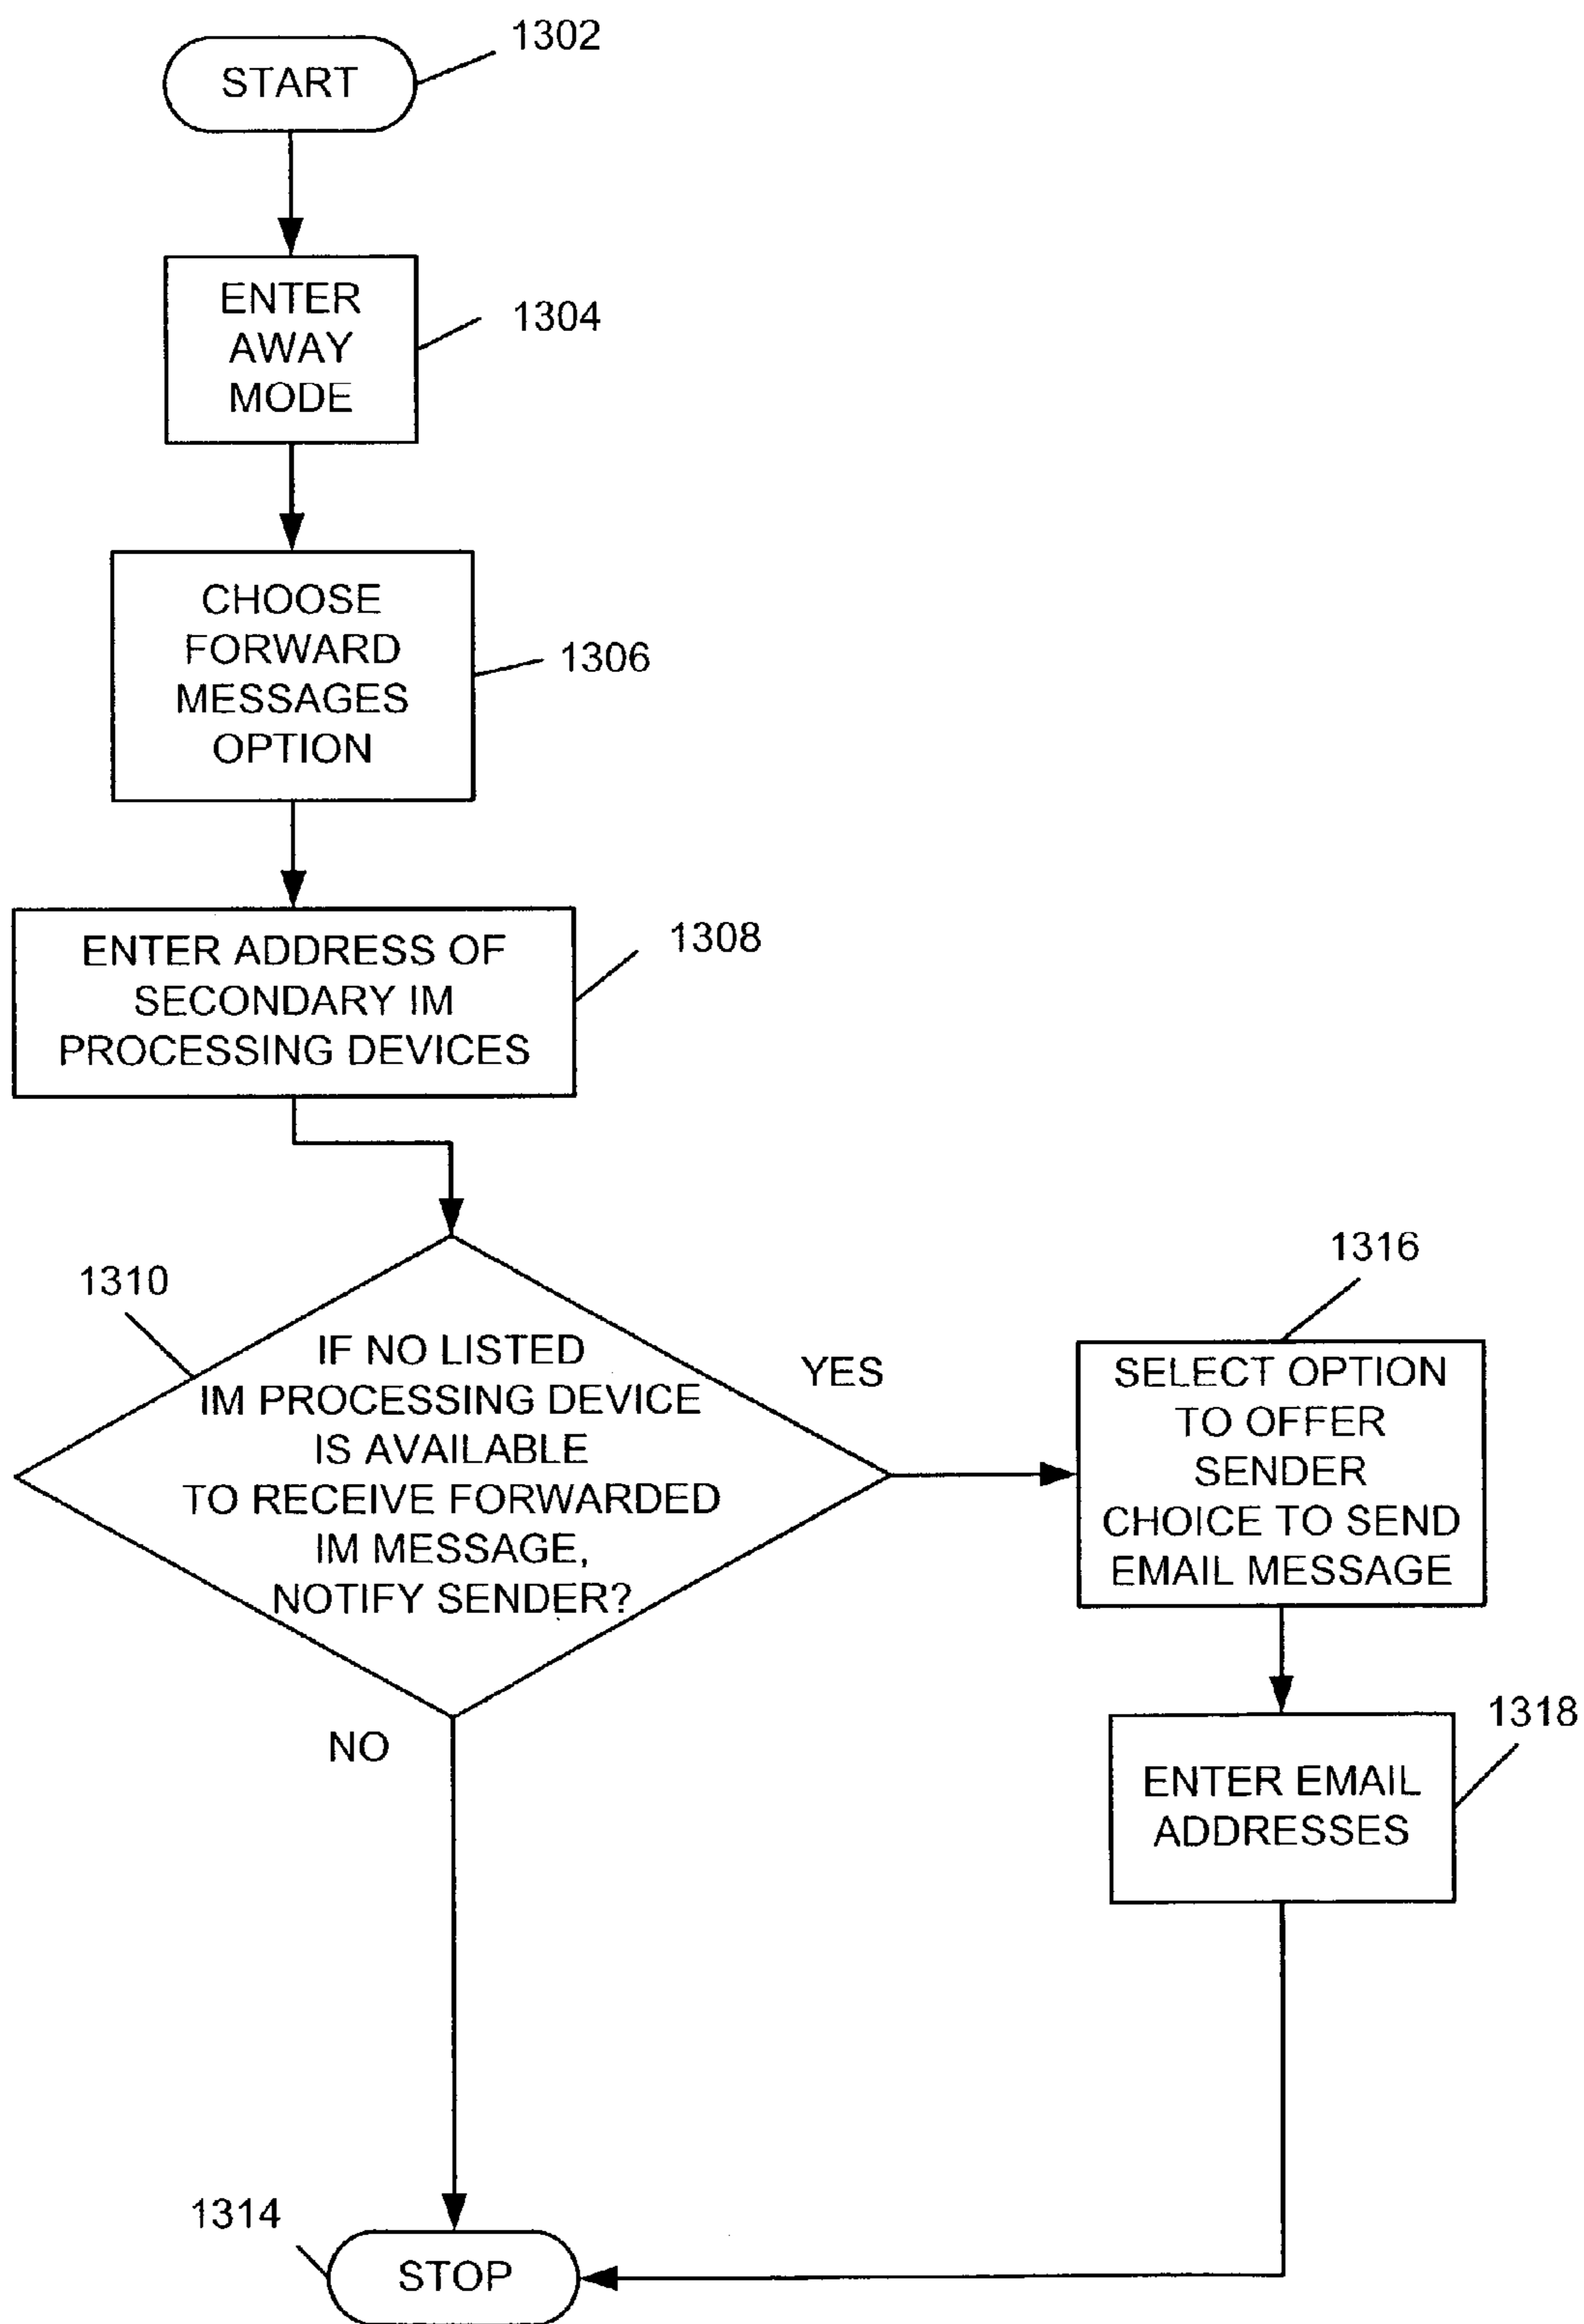 1302
START
ENTER
AWAY
MODE
1304
CHOOSE
FORWARD
MESSAGES
OPTION
1306
ENTER ADDRESS OF
SECONDARY IM
PROCESSING DEVICES
1308
1310
IF NO LISTED
IM PROCESSING DEVICE
IS AVAILABLE
TO RECEIVE FORWARDED
IM MESSAGE,
NOTIFY SENDER?
YES
NO
1316
SELECT OPTION
TO OFFER
SENDER
CHOICE TO SEND
EMAIL MESSAGE
1318
ENTER EMAIL
ADDRESSES
1314
STOP